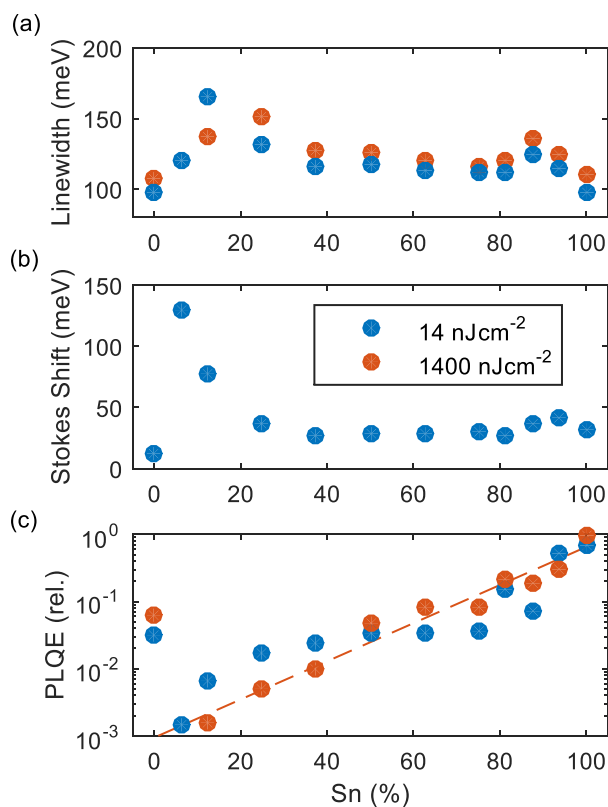 (a)
Linewidth (meV)
200
150
100
0 20 40 60 80 100
(b)
Stokes Shift (meV)
150
100
50
0
14 nJcm⁻²
1400 nJcm⁻²
0 20 40 60 80 100
(c)
PLQE (rel.)
10⁰
10⁻¹
10⁻²
10⁻³
0 20 40 60 80 100
Sn (%)